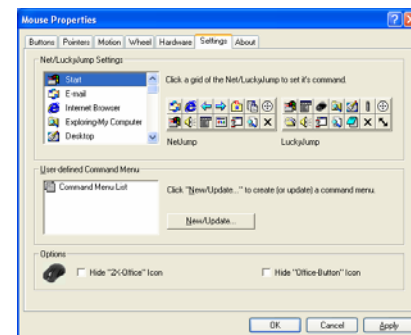 Mouse Properties
Buttons Pointers Motion Wheel Hardware Settings About
Net/LuckyJump Settings
Start
E-mail
Internet Browser
Exploring-My Computer
Desktop
Click a grid of the Net/LuckyJump to set it's command.
NetJump LuckyJump
User-defined Command Menu
Command Menu List
Click "New/Update..." to create (or update) a command menu.
New/Update...
Options
Hide "2X-Office" Icon Hide "Office-Button" Icon
OK Cancel Apply